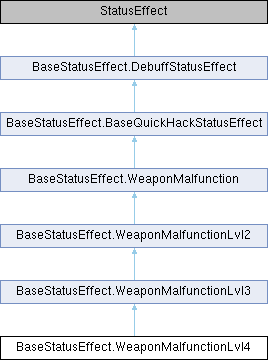 StatusEffect
BaseStatusEffect.DebuffStatusEffect
BaseStatusEffect.BaseQuickHackStatusEffect
BaseStatusEffect.WeaponMalfunction
BaseStatusEffect.WeaponMalfunctionLvl2
BaseStatusEffect.WeaponMalfunctionLvl3
BaseStatusEffect.WeaponMalfunctionLvl4